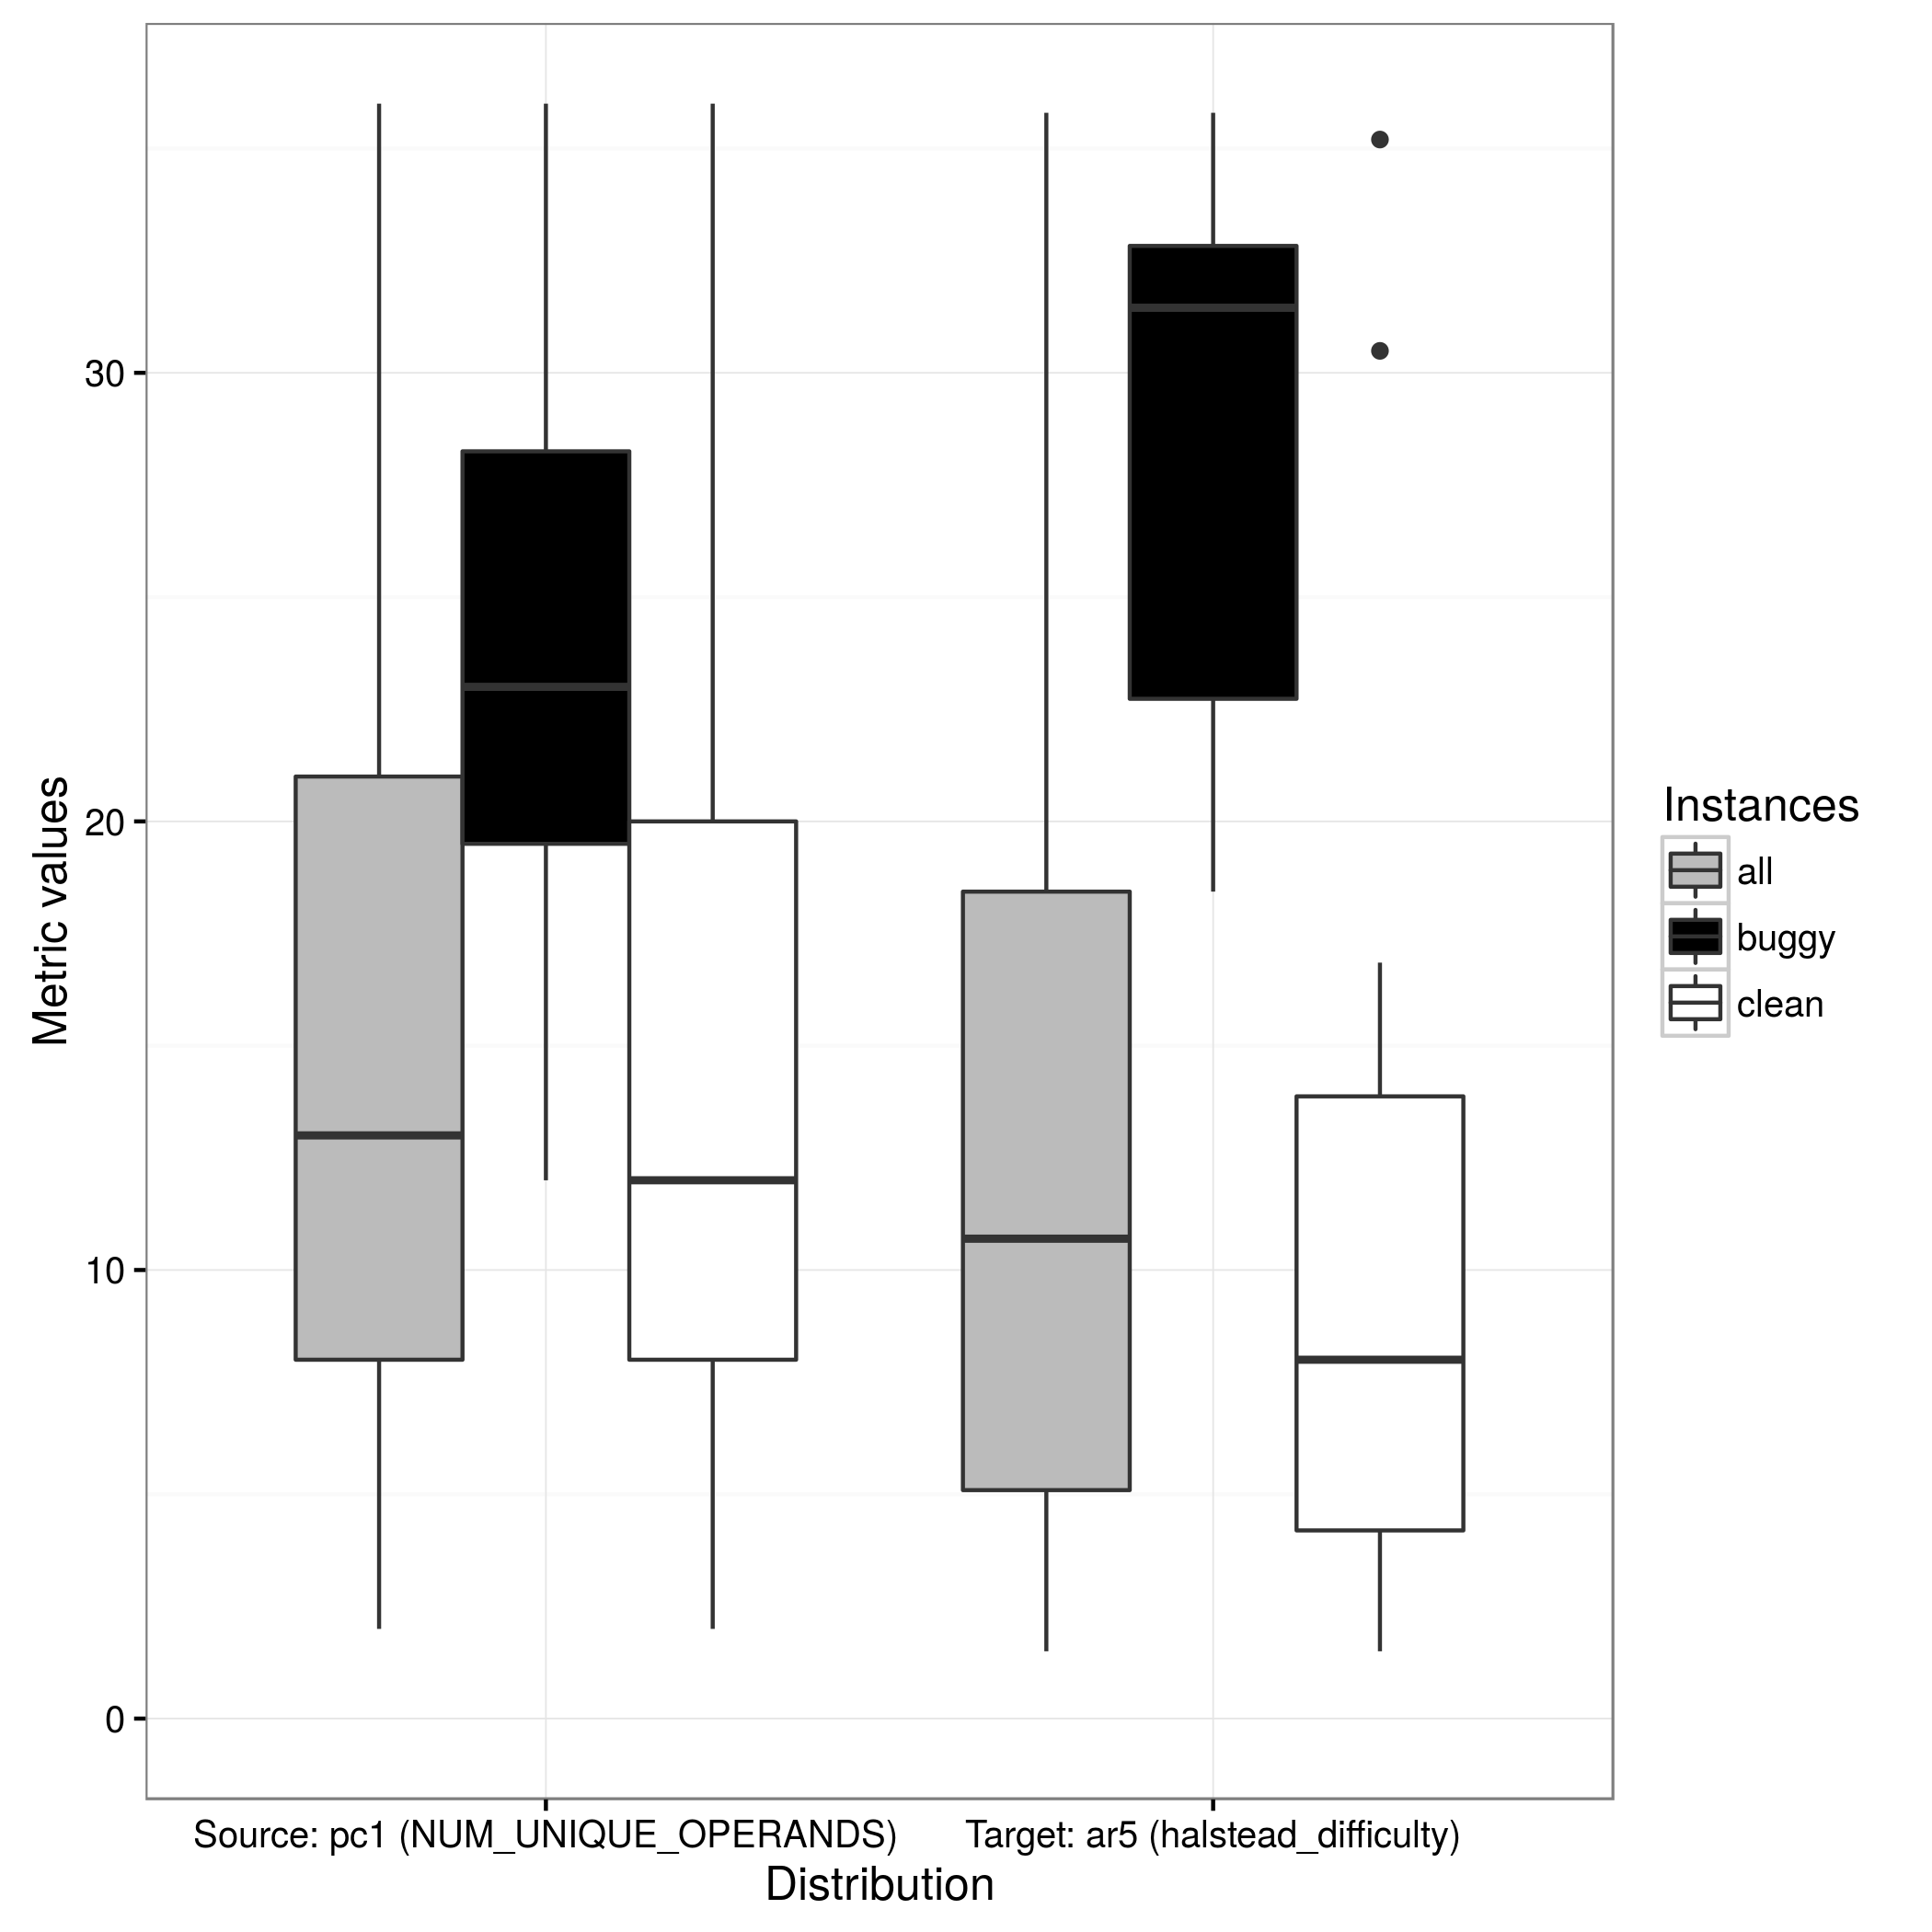 Metric values
30
20
10
0
Source: pc1 (NUM_UNIQUE_OPERANDS)
Target: ar5 (halstead_difficulty)
Distribution
Instances
all
buggy
clean